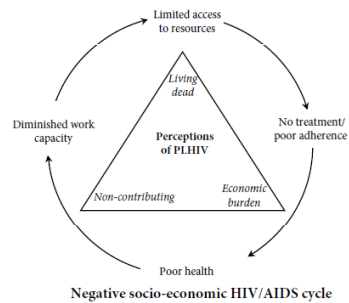 Limited access
to resources
Living
dead
Diminished work
capacity
Perceptions
of PLHIV
No treatment/
poor adherence
Non-contributing
Economic
burden
Poor health
Negative socio-economic HIV/AIDS cycle